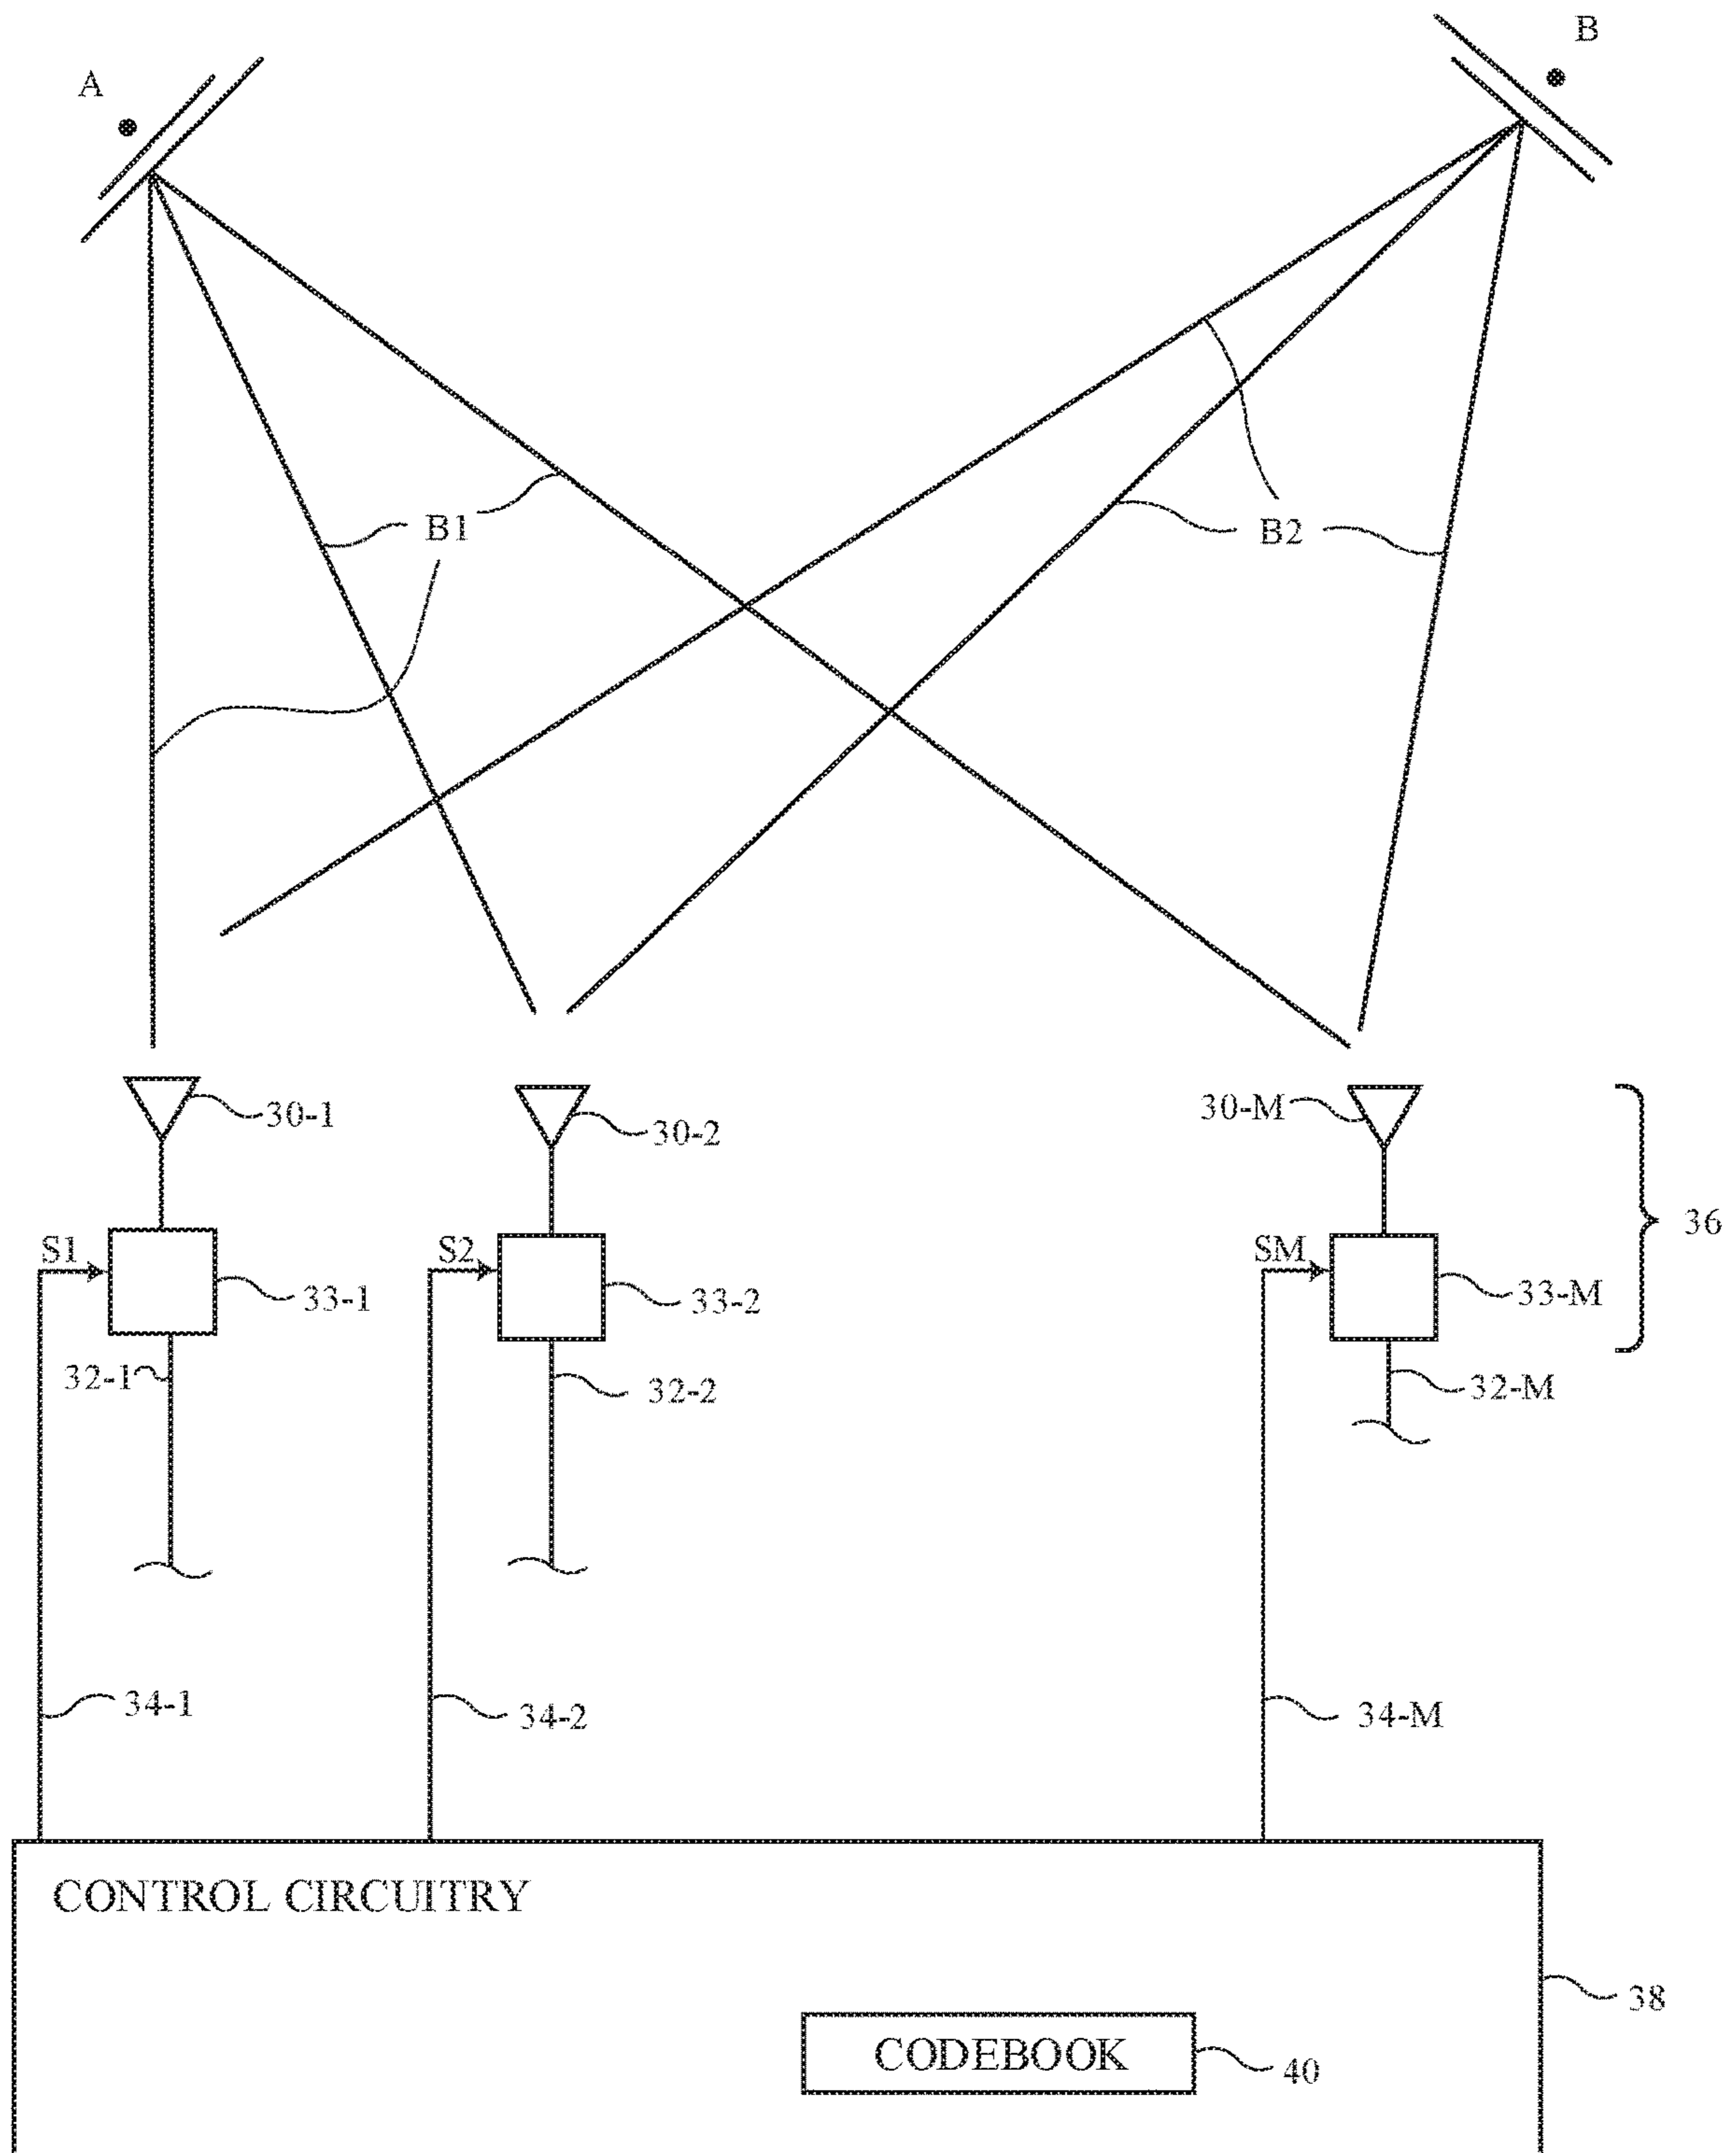 B
A
B1
B2
30-1
30-2
30-M
36
S1
S2
SM
33-1
33-2
33-M
32-1
32-2
32-M
34-1
34-2
34-M
CONTROL CIRCUITRY
38
CODEBOOK
40